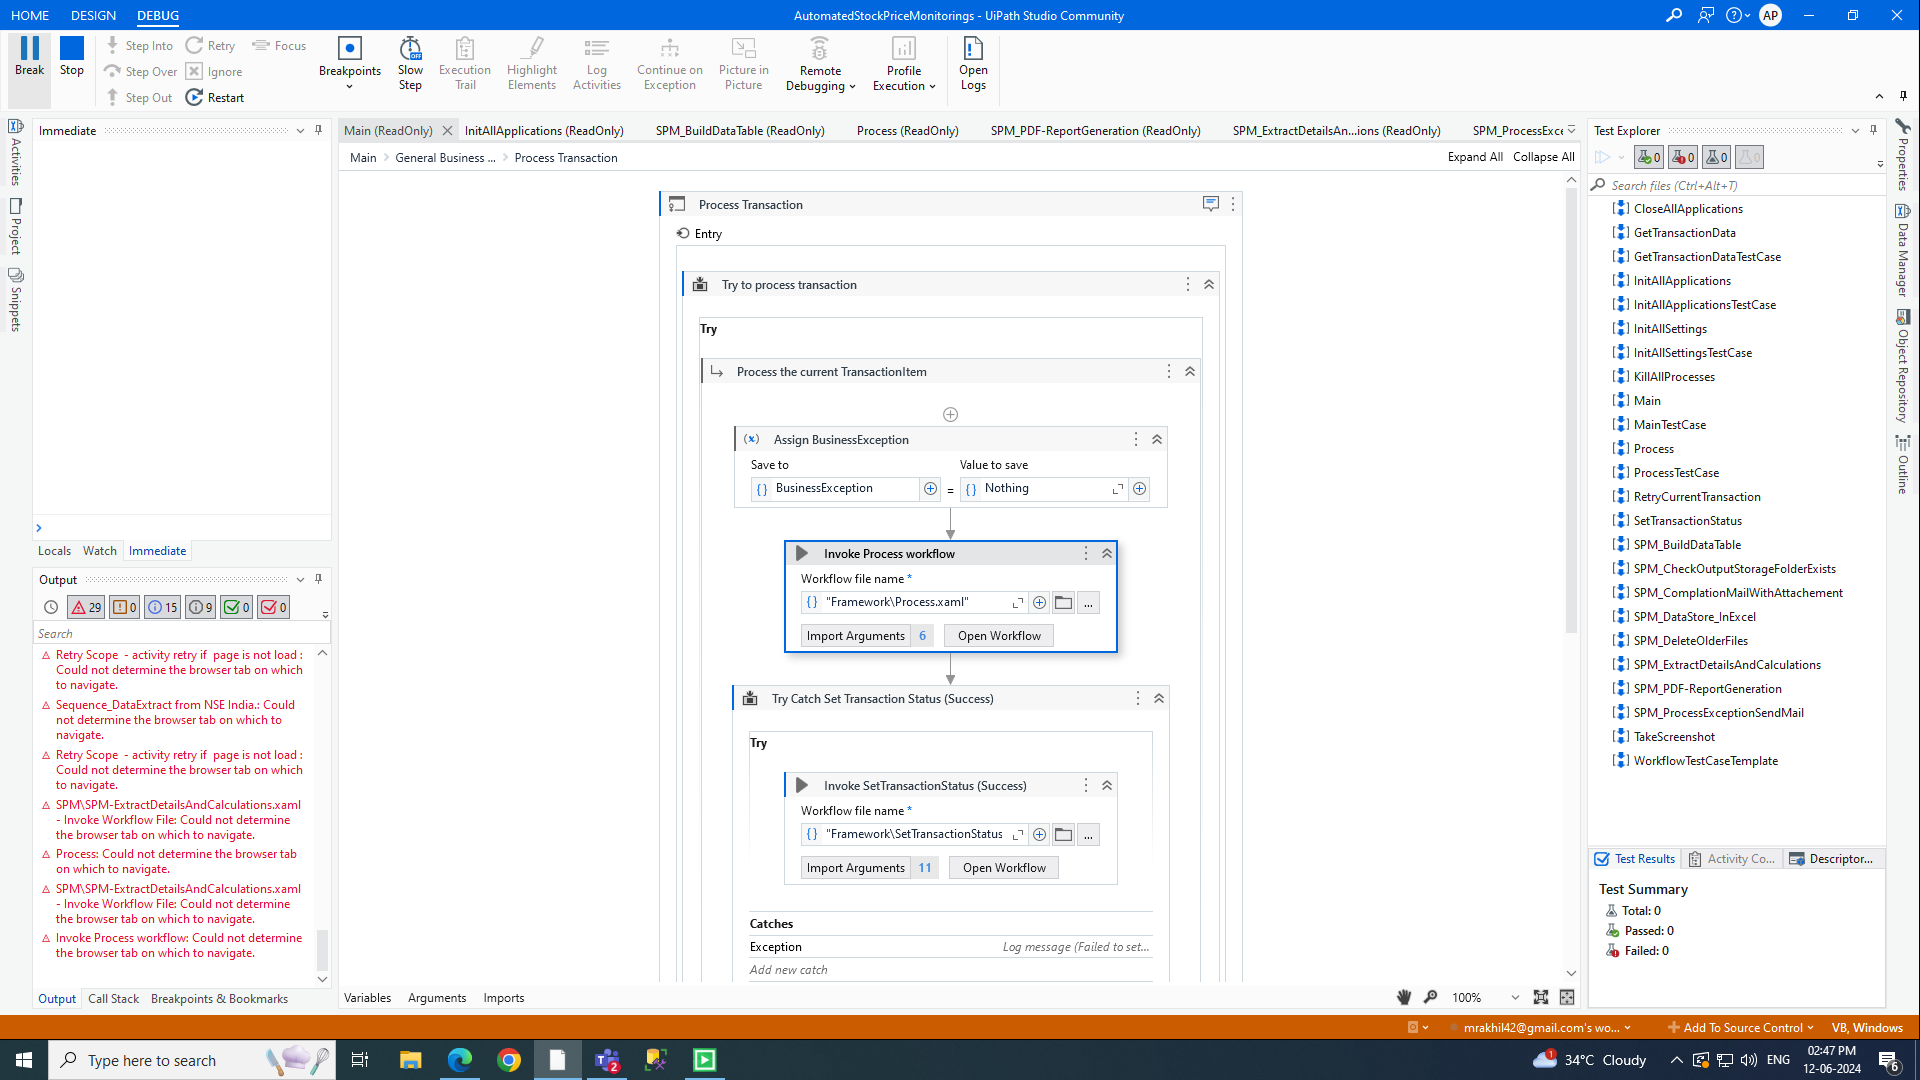 HOME DESIGN DEBUG
AutomatedStockPriceMonitorings - UiPath Studio Community
AP
Break
Stop
Step Into
Step Over
Step Out
Retry
Ignore
Restart
Focus
Breakpoints
Slow Step
Execution Trail
Highlight Elements
Log Activities
Continue on Exception
Picture in Picture
Remote Debugging
Profile Execution
Open Logs
Activities
Project
Snippets
Immediate
Locals Watch Immediate
Output
29 0 15 9 0 0
Search
Retry Scope - activity retry if page is not load :
Could not determine the browser tab on which
to navigate.
Sequence_DataExtract from NSE India.: Could
not determine the browser tab on which to
navigate.
Retry Scope - activity retry if page is not load :
Could not determine the browser tab on which
to navigate.
SPM\SPM-ExtractDetailsAndCalculations.xaml
- Invoke Workflow File: Could not determine
the browser tab on which to navigate.
Process: Could not determine the browser tab
on which to navigate.
SPM\SPM-ExtractDetailsAndCalculations.xaml
- Invoke Workflow File: Could not determine
the browser tab on which to navigate.
Invoke Process workflow: Could not determine
the browser tab on which to navigate.
Output Call Stack Breakpoints & Bookmarks
Main (ReadOnly) InitAllApplications (ReadOnly) SPM_BuildDataTable (ReadOnly) Process (ReadOnly) SPM_PDF-ReportGeneration (ReadOnly) SPM_ExtractDetailsAn...ions (ReadOnly) SPM_ProcessExce
Main General Business ... Process Transaction
Expand All Collapse All
Process Transaction
Entry
Try to process transaction
Try
Process the current TransactionItem
(x) Assign BusinessException
Save to Value to save
{} BusinessException = {} Nothing
Invoke Process workflow
Workflow file name *
{} "Framework\Process.xaml" ...
Import Arguments 6 Open Workflow
Try Catch Set Transaction Status (Success)
Try
Invoke SetTransactionStatus (Success)
Workflow file name *
{} "Framework\SetTransactionStatus ...
Import Arguments 11 Open Workflow
Catches
Exception Log message (Failed to set...
Add new catch
Variables Arguments Imports
100%
Test Explorer
0 0 0 0
Search files (Ctrl+Alt+T)
CloseAllApplications
GetTransactionData
GetTransactionDataTestCase
InitAllApplications
InitAllApplicationsTestCase
InitAllSettings
InitAllSettingsTestCase
KillAllProcesses
Main
MainTestCase
Process
ProcessTestCase
RetryCurrentTransaction
SetTransactionStatus
SPM_BuildDataTable
SPM_CheckOutputStorageFolderExists
SPM_ComplationMailWithAttachement
SPM_DataStore_InExcel
SPM_DeleteOlderFiles
SPM_ExtractDetailsAndCalculations
SPM_PDF-ReportGeneration
SPM_ProcessExceptionSendMail
TakeScreenshot
WorkflowTestCaseTemplate
Test Results Activity Co... Descriptor...
Test Summary
Total: 0
Passed: 0
Failed: 0
Properties
Data Manager
Object Repository
Outline
mrakhil42@gmail.com's wo... Add To Source Control VB, Windows
Type here to search
2
1
34°C Cloudy
ENG
02:47 PM
12-06-2024
6